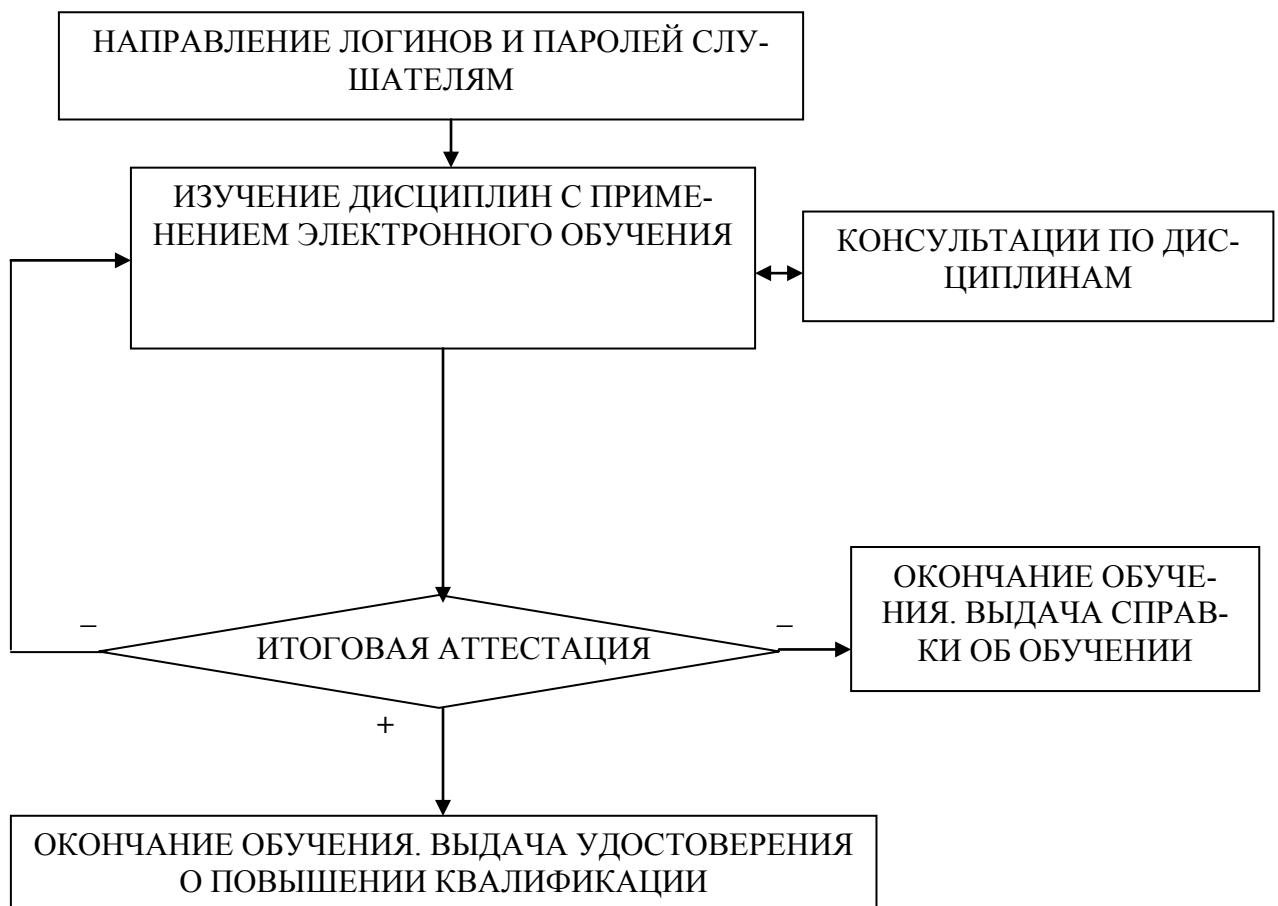 НАПРАВЛЕНИЕ ЛОГИНОВ И ПАРОЛЕЙ СЛУ-
ШАТЕЛЯМ
ИЗУЧЕНИЕ ДИСЦИПЛИН С ПРИМЕ-
НЕНИЕМ ЭЛЕКТРОННОГО ОБУЧЕНИЯ
КОНСУЛЬТАЦИИ ПО ДИС-
ЦИПЛИНАМ
ОКОНЧАНИЕ ОБУЧЕ-
НИЯ. ВЫДАЧА СПРАВ-
КИ ОБ ОБУЧЕНИИ
–
ИТОГОВАЯ АТТЕСТАЦИЯ
–
+
ОКОНЧАНИЕ ОБУЧЕНИЯ. ВЫДАЧА УДОСТОВЕРЕНИЯ
О ПОВЫШЕНИИ КВАЛИФИКАЦИИ